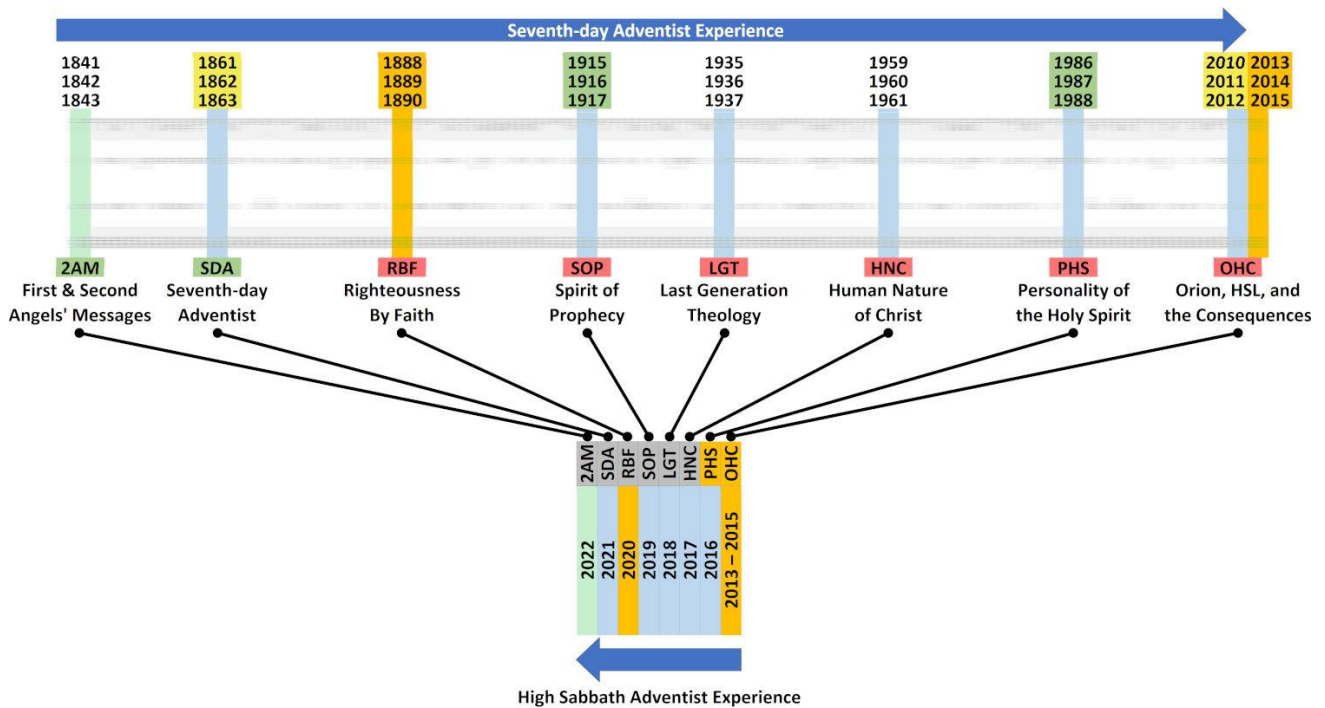 Seventh-day Adventist Experience
1841 1861 1888 1915 1935 1959 1986 2010 2013
1842 1862 1889 1916 1936 1960 1987 2011 2014
1843 1863 1890 1917 1937 1961 1988 2012 2015
2AM SDA RBF SOP LGT HNC PHS OHC
First & Second Seventh-day Righteousness Spirit of Last Generation Human Nature Personality of Orion, HSL, and
Angels' Messages Adventist By Faith Prophecy Theology of Christ the Holy Spirit the Consequences
2AM SDA RBF SOP LGT HNC PHS OHC
2022 2021 2020 2019 2018 2017 2016 2013 – 2015
High Sabbath Adventist Experience